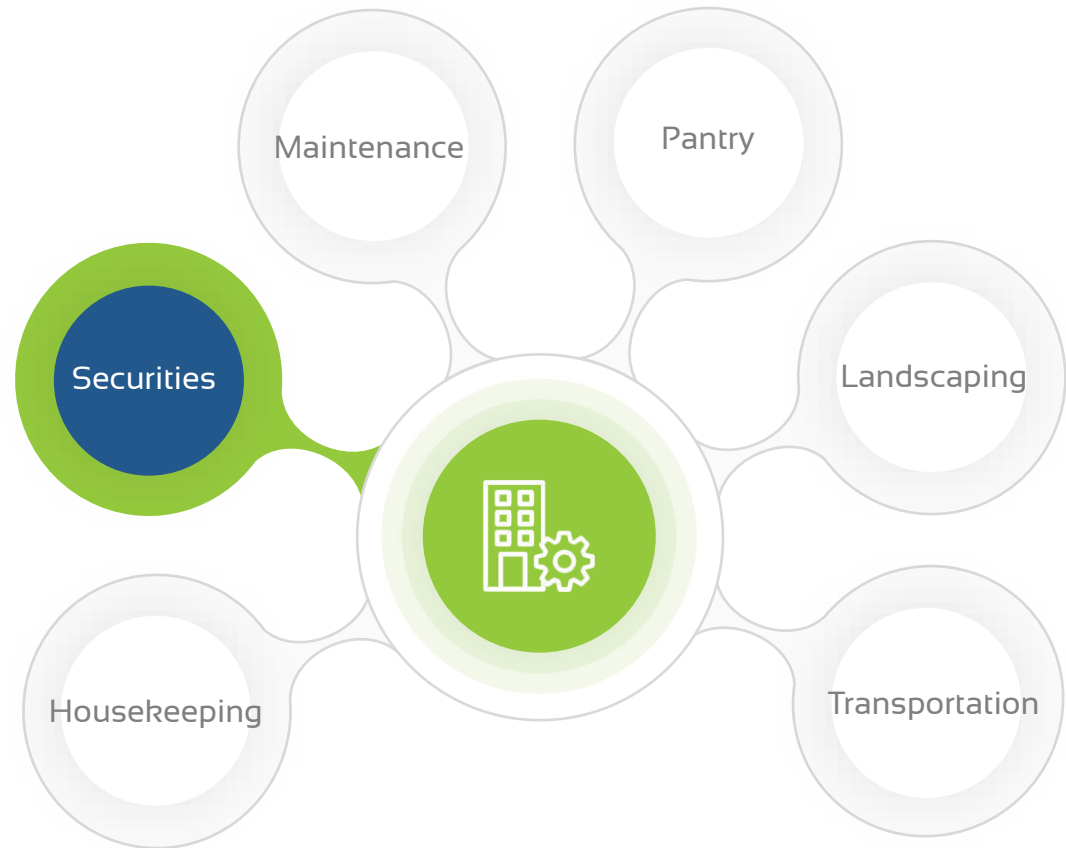 Maintenance
Pantry
Securities
Landscaping
Housekeeping
Transportation